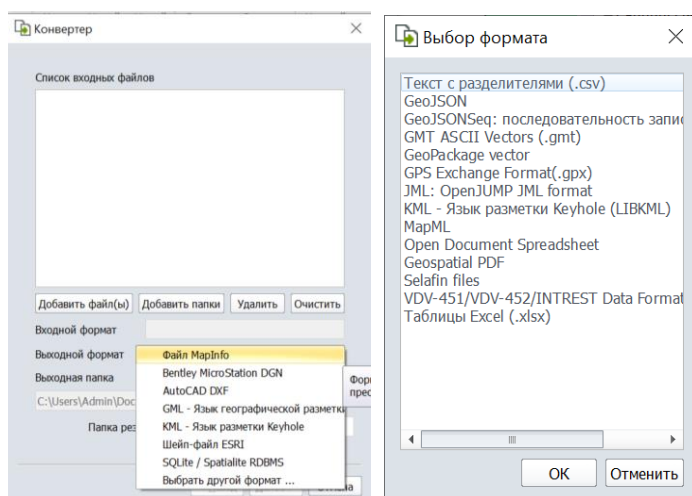 Конвертер
Список входных файлов
Добавить файл(ы) Добавить папки Удалить Очистить
Входной формат
Выходной формат
Файл MapInfo
Bentley MicroStation DGN
AutoCAD DXF
GML - Язык географической разметки
KML - Язык разметки Keyhole
Шейп-файл ESRI
SQLite / Spatialite RDBMS
Выбрать другой формат ...
Выходная папка
C:\Users\Admin\Doc
Папка рез
Выбор формата
Текст с разделителями (.csv)
GeoJSON
GeoJSONSeq: последовательность запис
GMT ASCII Vectors (.gmt)
GeoPackage vector
GPS Exchange Format(.gpx)
JML: OpenJUMP JML format
KML - Язык разметки Keyhole (LIBKML)
MapML
Open Document Spreadsheet
Geospatial PDF
Selafin files
VDV-451/VDV-452/INTREST Data Format
Таблицы Excel (.xlsx)
OK Отменить